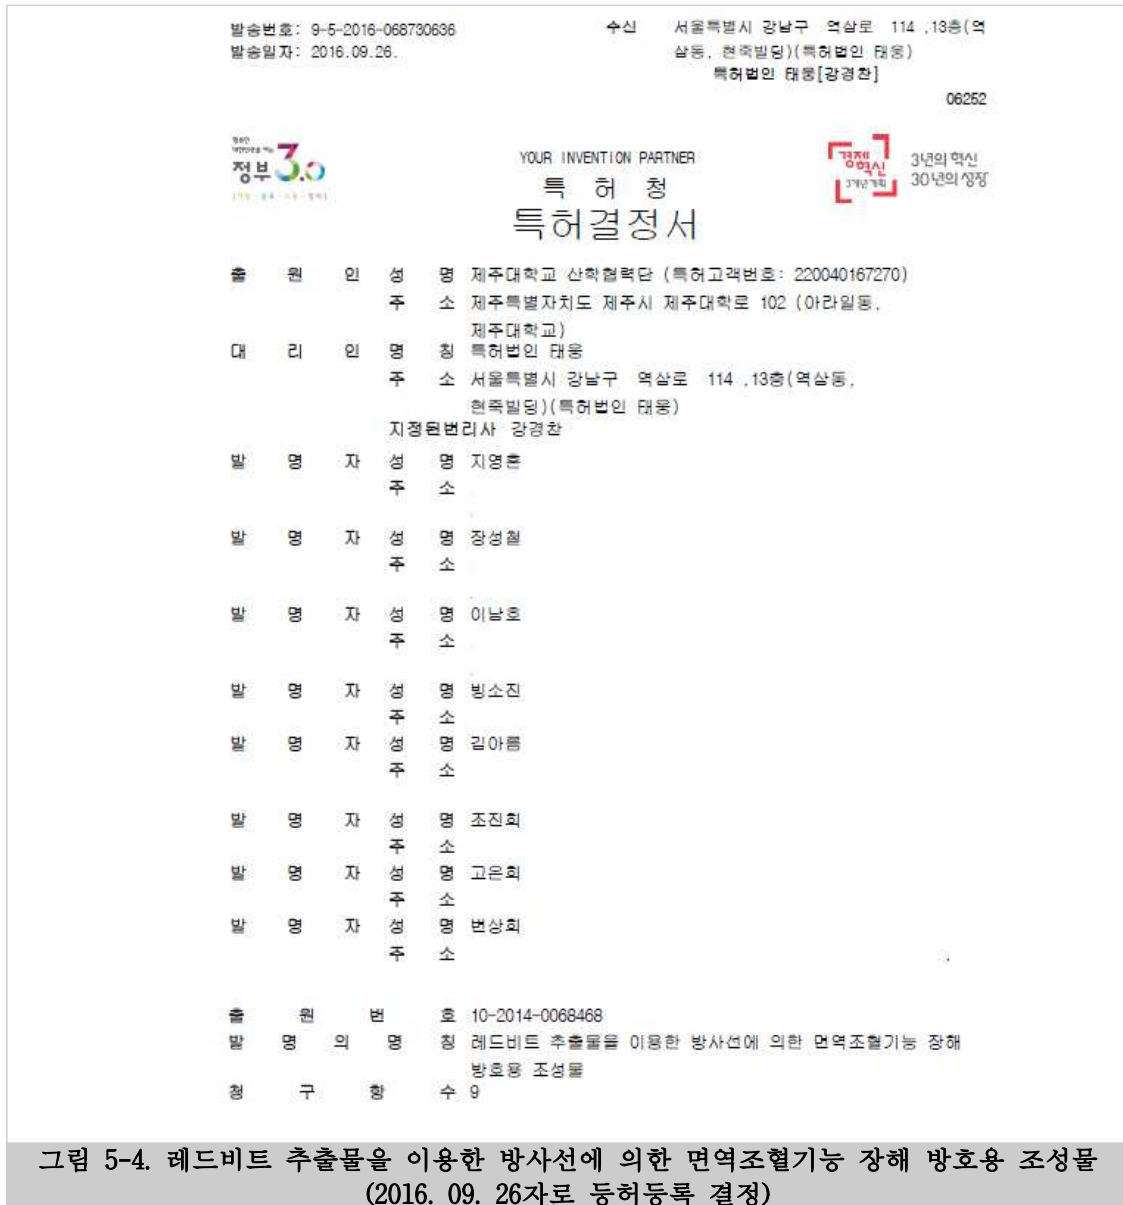 발송번호: 9-5-2016-068730636
발송일자: 2016.09.26.
수신 서울특별시 강남구 역삼로 114 ,13층(역
삼동, 현죽빌딩)(특허법인 태웅)
특허법인 태웅[강경찬]
06252
정부 3.0
YOUR INVENTION PARTNER
특 허 청
특허결정서
경제혁신
3개년계획
3년의 혁신
30년의 성장
출 원 인 성 명 제주대학교 산학협력단 (특허고객번호: 220040167270)
주 소 제주특별자치도 제주시 제주대학로 102 (아라일동,
제주대학교)
대 리 인 명 칭 특허법인 태웅
주 소 서울특별시 강남구 역삼로 114 ,13층(역삼동,
현죽빌딩)(특허법인 태웅)
지정된변리사 강경찬
발 명 자 성 명 지영흔
주 소
발 명 자 성 명 장성철
주 소
발 명 자 성 명 이남호
주 소
발 명 자 성 명 빙소진
주 소
발 명 자 성 명 김아름
주 소
발 명 자 성 명 조진희
주 소
발 명 자 성 명 고은희
주 소
발 명 자 성 명 변상희
주 소
출 원 번 호 10-2014-0068468
발 명 의 명 칭 레드비트 추출물을 이용한 방사선에 의한 면역조혈기능 장해
방호용 조성물
청 구 항 수 9
그림 5-4. 레드비트 추출물을 이용한 방사선에 의한 면역조혈기능 장해 방호용 조성물
(2016. 09. 26자로 등허등록 결정)